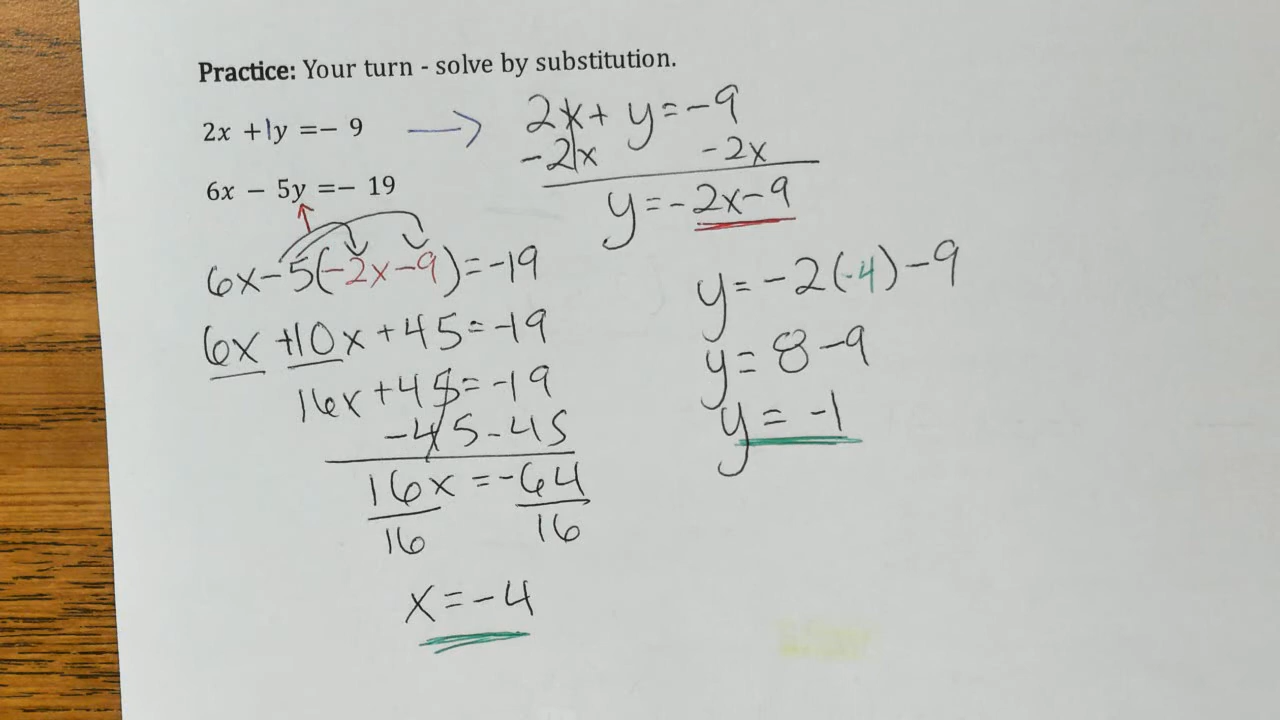 Practice: Your turn - solve by substitution.
2x + 1y = - 9
6x - 5y = - 19
6x - 5(-2x - 9) = -19
6x + 10x + 45 = -19
16x + 45 = -19
-45 -45
16x = -64
16 16
x = -4
2x + y = -9
-2x -2x
y = -2x - 9
y = -2(-4) - 9
y = 8 - 9
y = -1